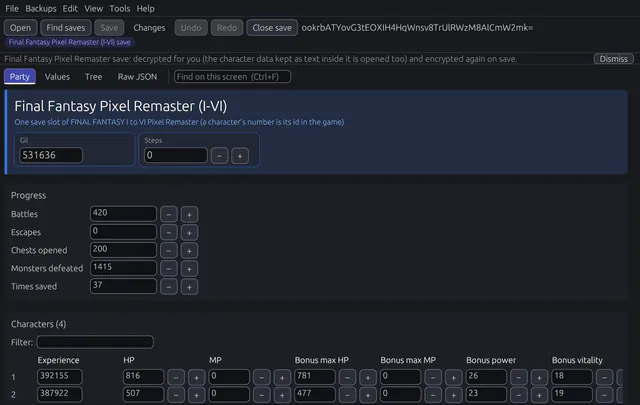 File Backups Edit View Tools Help
Open Find saves Save Changes Undo Redo Close save ookrbATYovG3tEOXIH4HqWnsv8TrUlRWzM8AlCmW2mk=
Final Fantasy Pixel Remaster (I-VI) save
Final Fantasy Pixel Remaster save: decrypted for you (the character data kept as text inside it is opened too) and encrypted again on save. Dismiss
Party Values Tree Raw JSON Find on this screen (Ctrl+F)
Final Fantasy Pixel Remaster (I-VI)
One save slot of FINAL FANTASY I to VI Pixel Remaster (a character's number is its id in the game)
Gil Steps
531636 0 − +
Progress
Battles 420 − +
Escapes 0 − +
Chests opened 200 − +
Monsters defeated 1415 − +
Times saved 37 − +
Characters (4)
Filter:
Experience HP MP Bonus max HP Bonus max MP Bonus power Bonus vitality
1 392155 816 − + 0 − + 781 − + 0 − + 26 − + 18 −
2 387922 507 − + 0 − + 477 − + 0 − + 23 − + 19 −